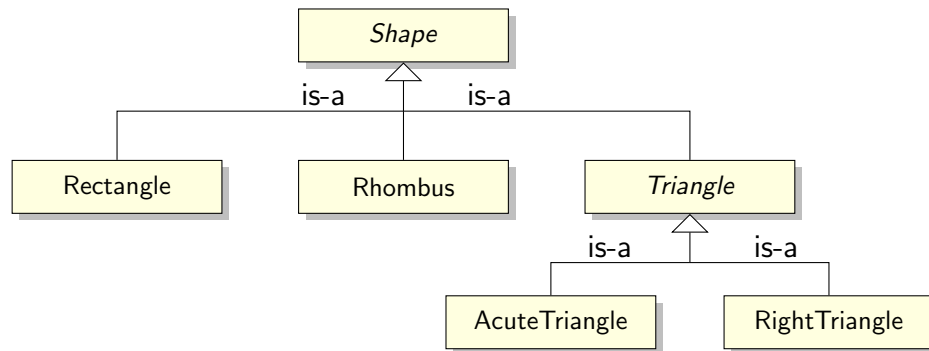 Shape
is-a is-a
Rectangle Rhombus Triangle
is-a is-a
AcuteTriangle RightTriangle